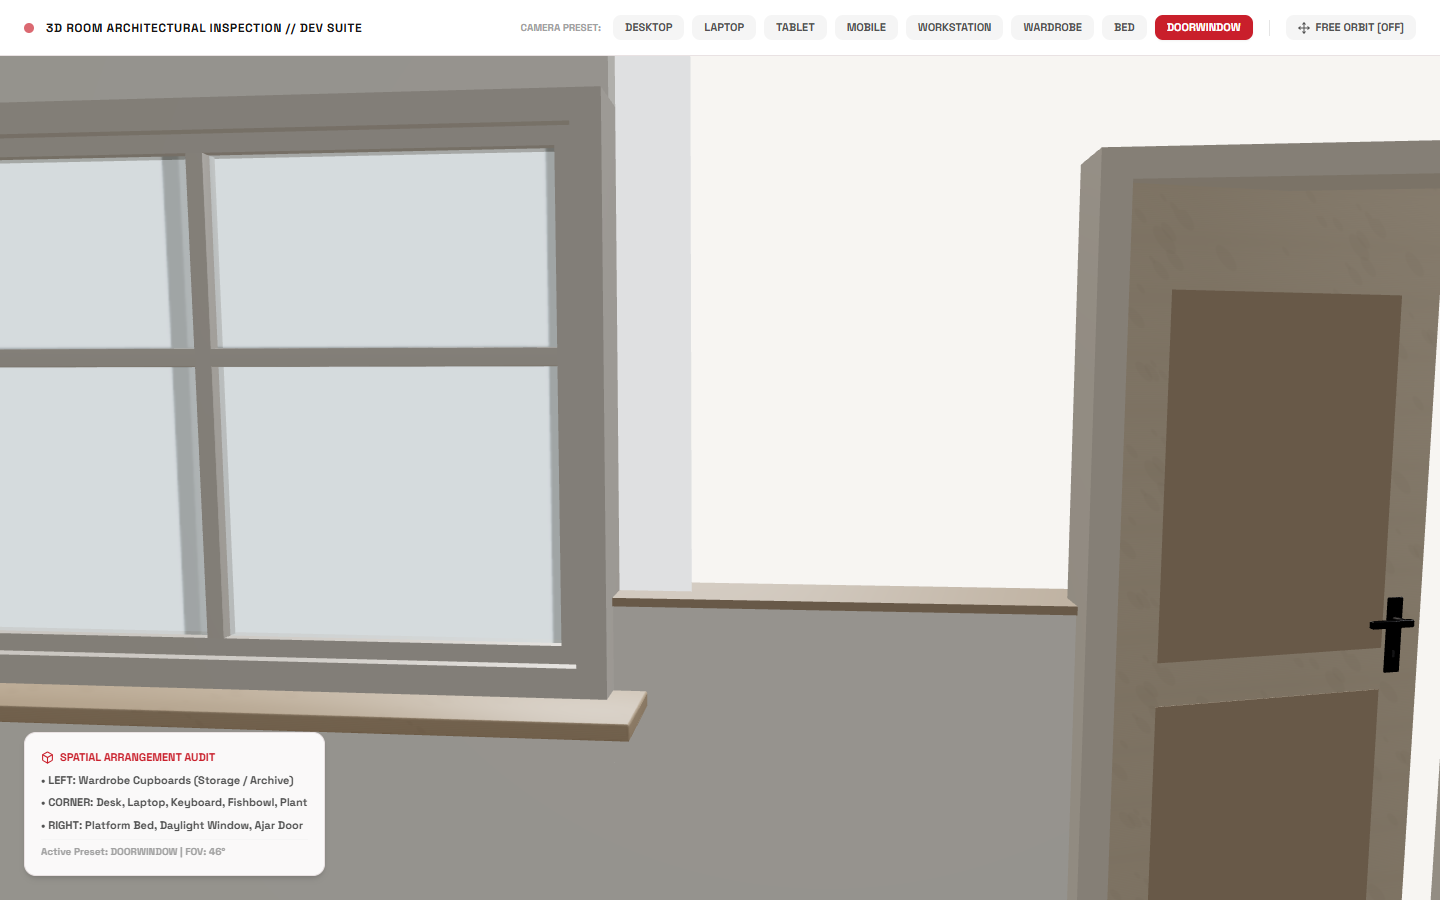 3D ROOM ARCHITECTURAL INSPECTION // DEV SUITE
CAMERA PRESET: DESKTOP LAPTOP TABLET MOBILE WORKSTATION WARDROBE BED DOORWINDOW FREE ORBIT [OFF]
SPATIAL ARRANGEMENT AUDIT
• LEFT: Wardrobe Cupboards (Storage / Archive)
• CORNER: Desk, Laptop, Keyboard, Fishbowl, Plant
• RIGHT: Platform Bed, Daylight Window, Ajar Door
Active Preset: DOORWINDOW | FOV: 46°